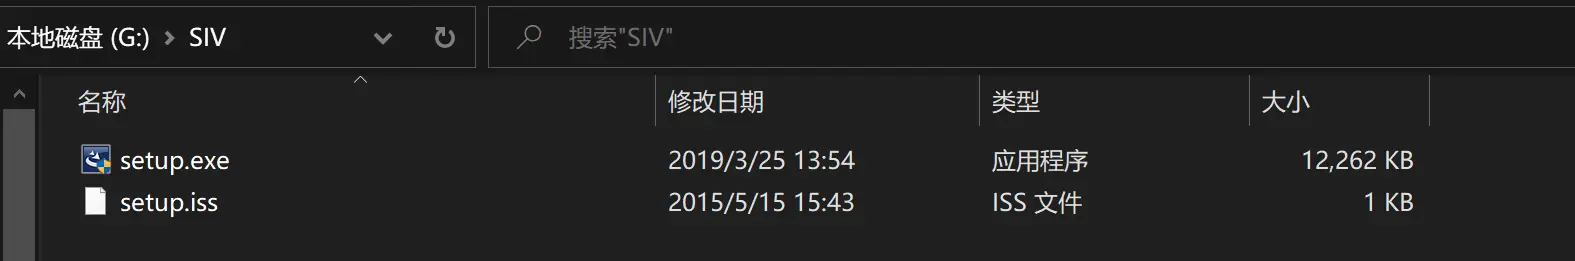 本地磁盘 (G:) SIV 搜索"SIV"
名称 修改日期 类型 大小
setup.exe 2019/3/25 13:54 应用程序 12,262 KB
setup.iss 2015/5/15 15:43 ISS 文件 1 KB